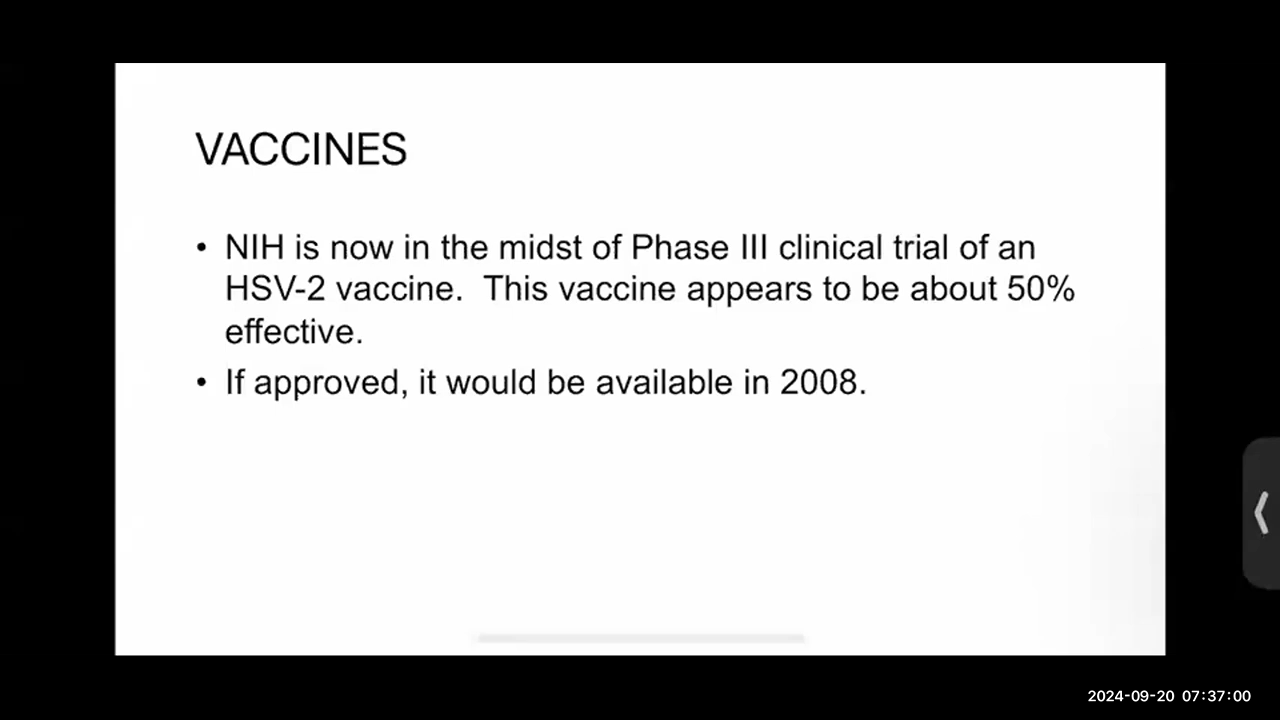 VACCINES
• NIH is now in the midst of Phase III clinical trial of an
HSV-2 vaccine.  This vaccine appears to be about 50%
effective.
• If approved, it would be available in 2008.
2024-09-20 07:37:00